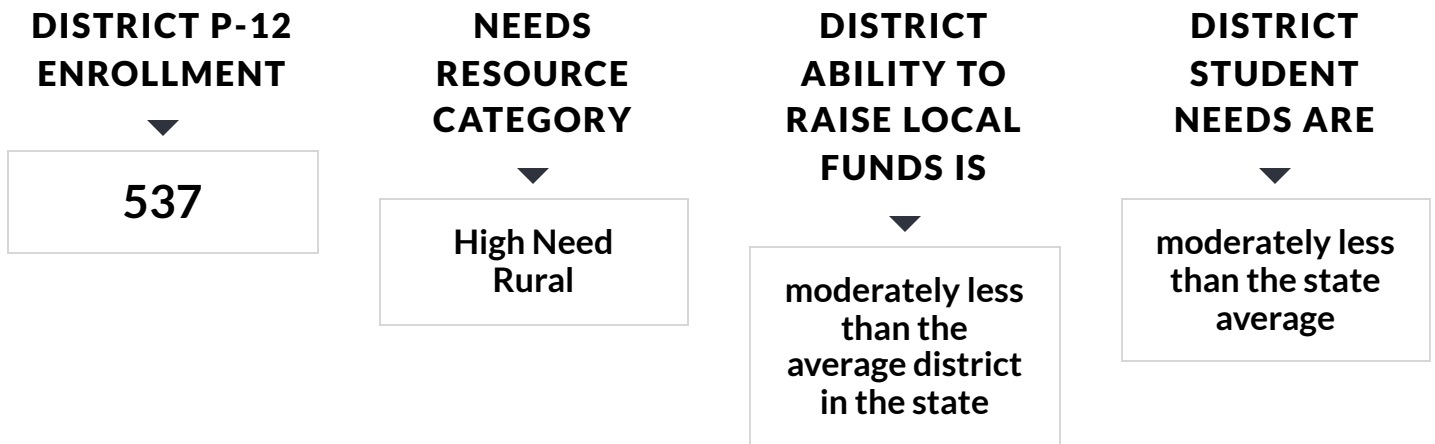 DISTRICT P-12
ENROLLMENT
537
NEEDS
RESOURCE
CATEGORY
High Need
Rural
DISTRICT
ABILITY TO
RAISE LOCAL
FUNDS IS
moderately less
than the
average district
in the state
DISTRICT
STUDENT
NEEDS ARE
moderately less
than the state
average